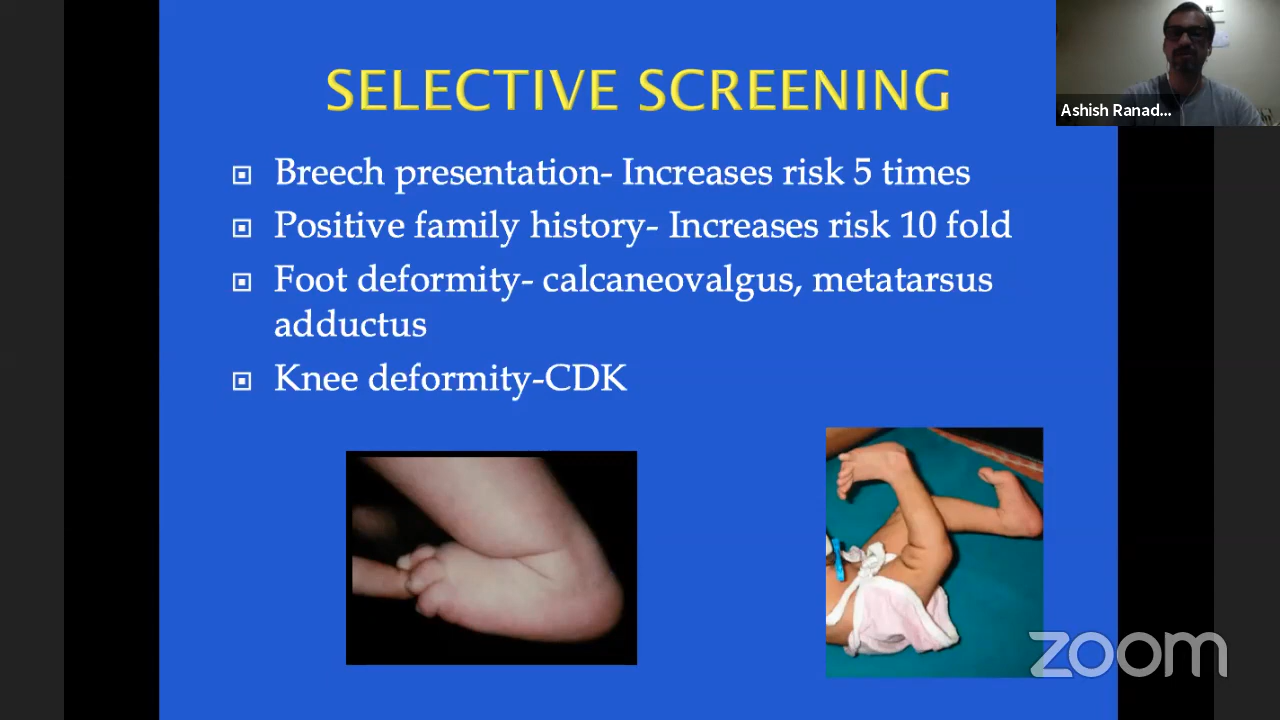 SELECTIVE SCREENING
Ashish Ranad...
Breech presentation- Increases risk 5 times
Positive family history- Increases risk 10 fold
Foot deformity- calcaneovalgus, metatarsus
adductus
Knee deformity-CDK
zoom